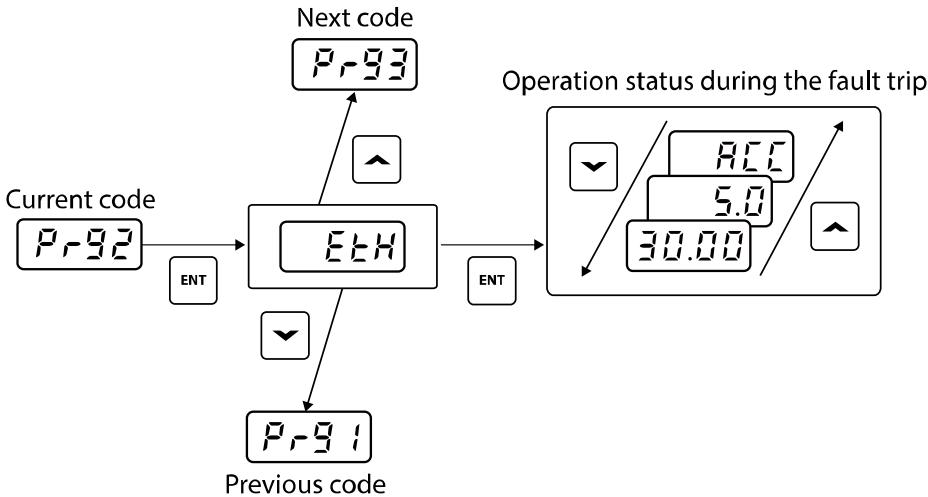 Next code
Pr93
Operation status during the fault trip
ACC
Current code
5.0
Pr92
EtH
30.00
ENT
ENT
Pr91
Previous code